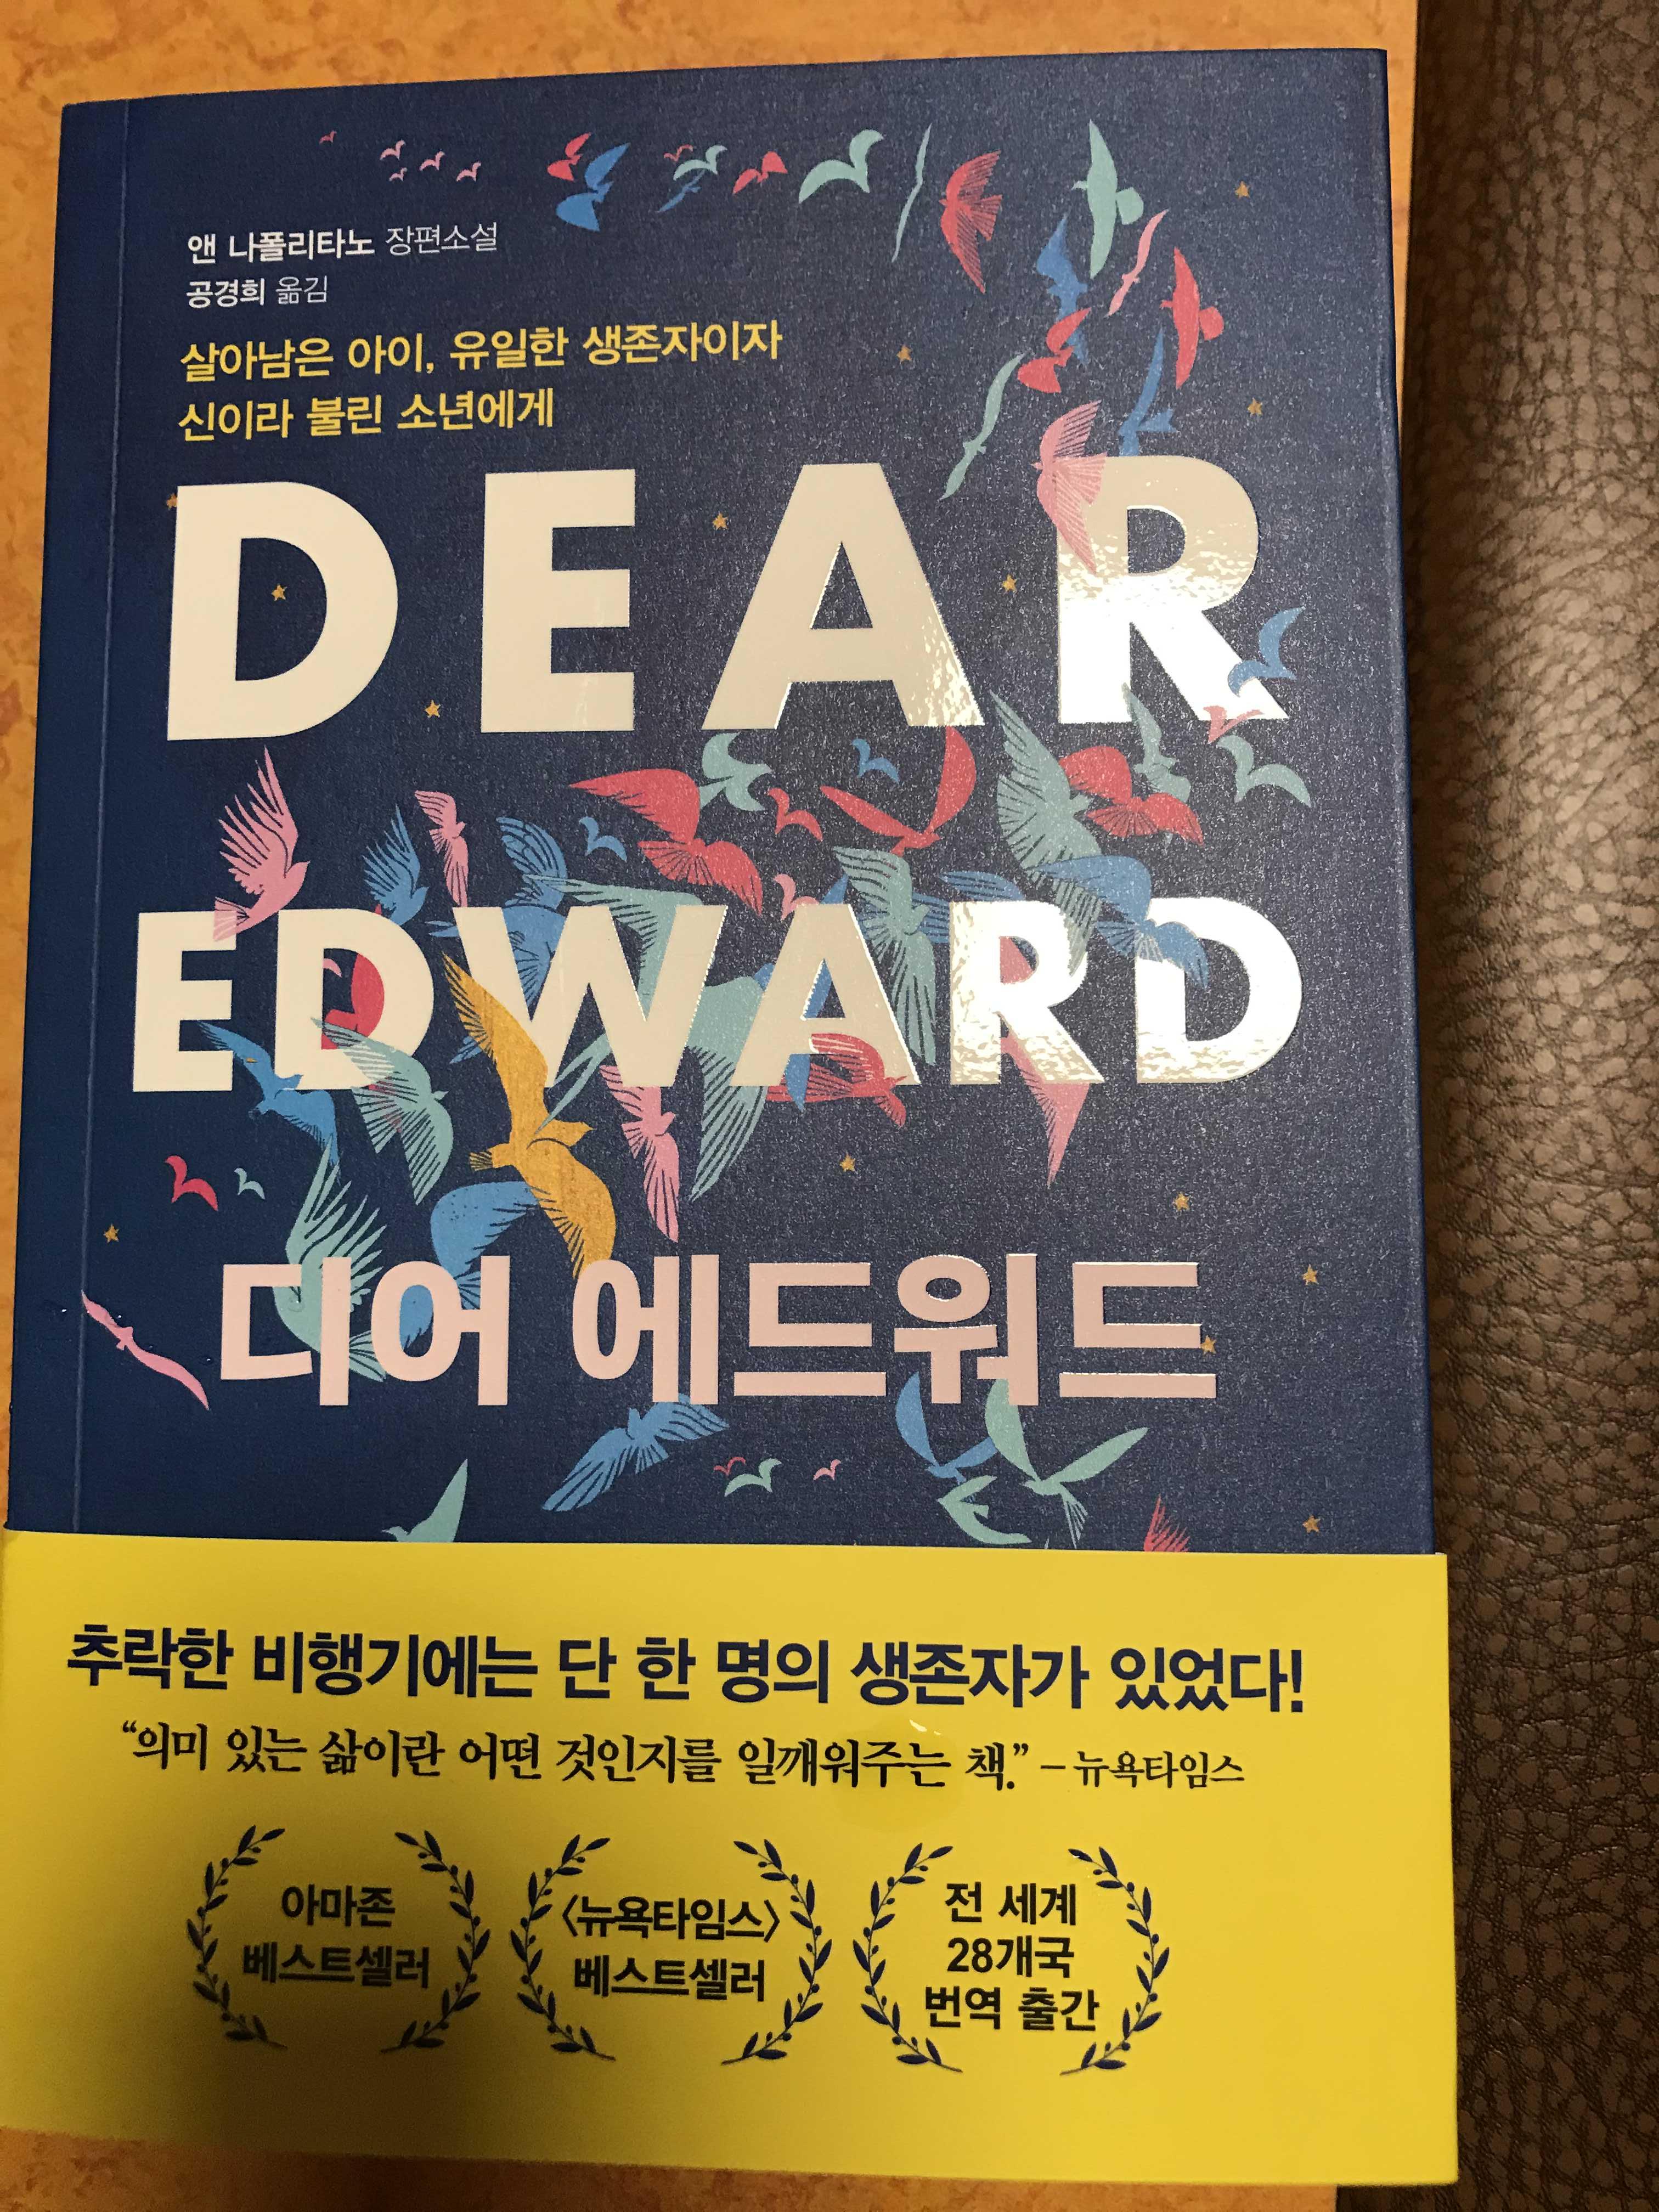 앤 나폴리타노 장편소설
공경희 옮김
살아남은 아이, 유일한 생존자이자
신이라 불린 소년에게
DEAR
EDWARD
디어 에드워드
추락한 비행기에는 단 한 명의 생존자가 있었다!
“의미 있는 삶이란 어떤 것인지를 일깨워주는 책.” – 뉴욕타임스
아마존
베스트셀러
〈뉴욕타임스〉
베스트셀러
전 세계
28개국
번역 출간